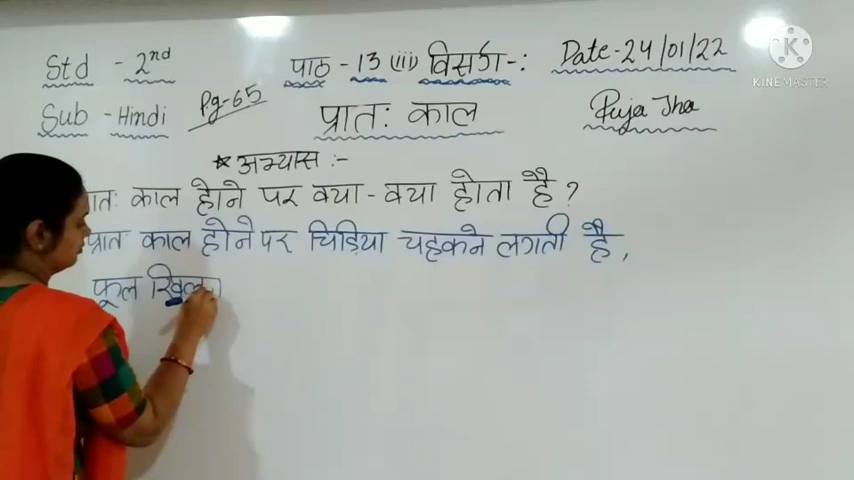 Std - 2nd पाठ - 13 (ii) विसर्ग -: Date - 24/01/22
Sub - Hindi Pg-65 प्रातः काल Puja Jha
* अभ्यास :-
ातः काल होने पर क्या - क्या होता है ?
प्रात काल होने पर चिड़िया चहकने लगती है ,
फूल खिल
K
KINEMASTER